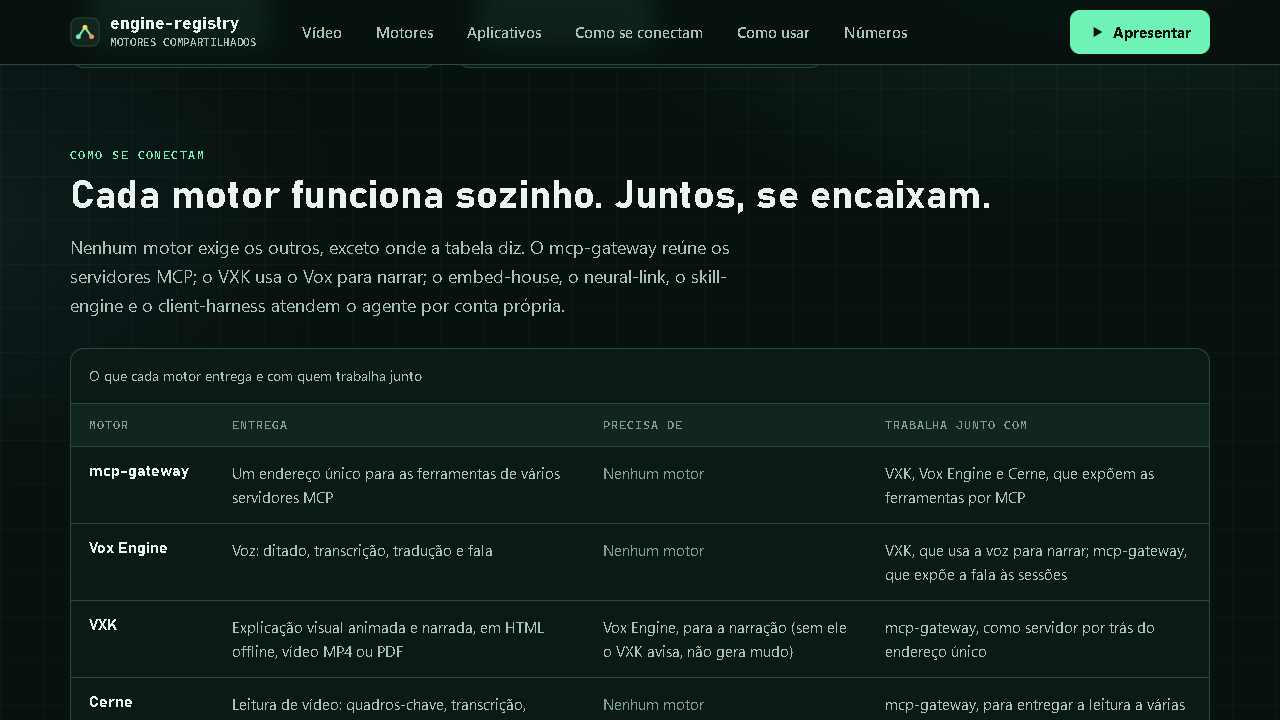 engine-registry
MOTORES COMPARTILHADOS
Vídeo
Motores
Aplicativos
Como se conectam
Como usar
Números
Apresentar
COMO SE CONECTAM
Cada motor funciona sozinho. Juntos, se encaixam.
Nenhum motor exige os outros, exceto onde a tabela diz. O mcp-gateway reúne os
servidores MCP; o VXK usa o Vox para narrar; o embed-house, o neural-link, o skill-
engine e o client-harness atendem o agente por conta própria.
O que cada motor entrega e com quem trabalha junto
MOTOR
ENTREGA
PRECISA DE
TRABALHA JUNTO COM
mcp-gateway
Um endereço único para as ferramentas de vários
servidores MCP
Nenhum motor
VXK, Vox Engine e Cerne, que expõem as
ferramentas por MCP
Vox Engine
Voz: ditado, transcrição, tradução e fala
Nenhum motor
VXK, que usa a voz para narrar; mcp-gateway,
que expõe a fala às sessões
VXK
Explicação visual animada e narrada, em HTML
offline, vídeo MP4 ou PDF
Vox Engine, para a narração (sem ele
o VXK avisa, não gera mudo)
mcp-gateway, como servidor por trás do
endereço único
Cerne
Leitura de vídeo: quadros-chave, transcrição,
Nenhum motor
mcp-gateway, para entregar a leitura a várias